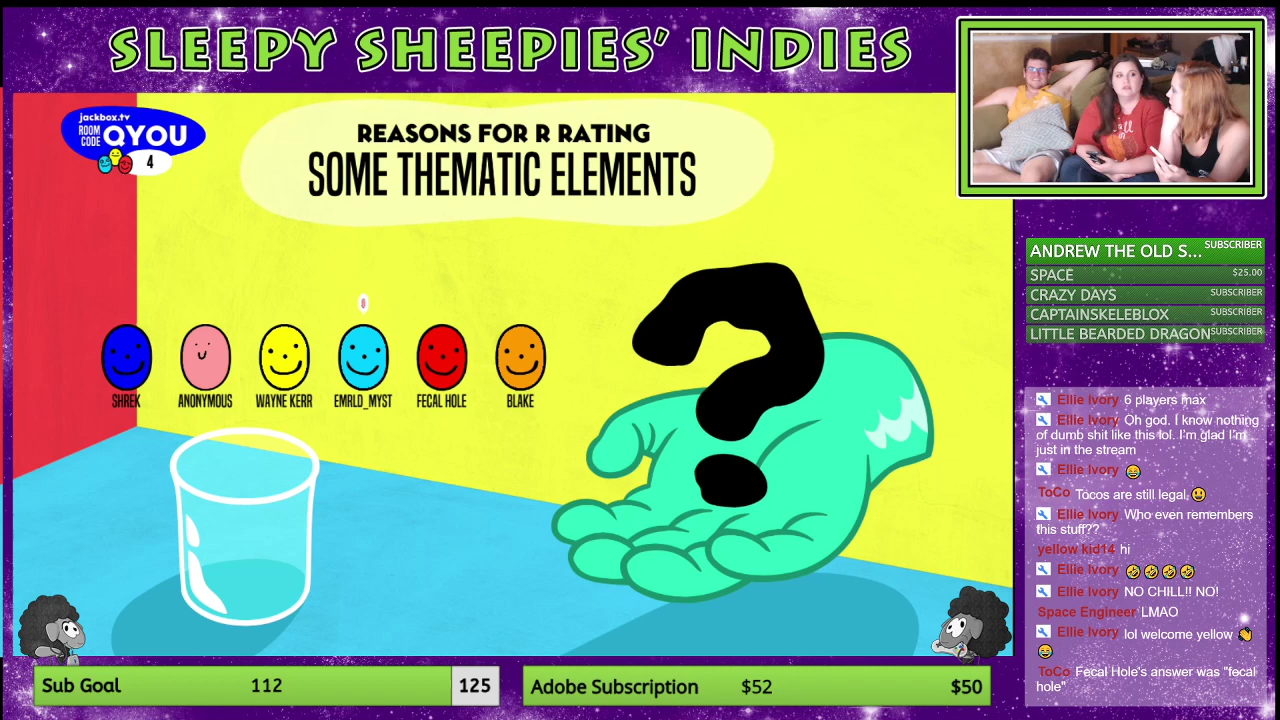 SLEEPY SHEEPIES' INDIES
jackbox.tv
ROOM CODE QYOU
4
REASONS FOR R RATING
SOME THEMATIC ELEMENTS
0
SHREK
ANONYMOUS
WAYNE KERR
EMRLD_MYST
FECAL HOLE
BLAKE
ANDREW THE OLD S... SUBSCRIBER
SPACE $25.00
CRAZY DAYS SUBSCRIBER
CAPTAINSKELEBLOX SUBSCRIBER
LITTLE BEARDED DRAGON SUBSCRIBER
Ellie Ivory 6 players max
Ellie Ivory Oh god. I know nothing
of dumb shit like this lol. I'm glad I'm
just in the stream
Ellie Ivory 😂
ToCo Tocos are still legal 😃
Ellie Ivory Who even remembers
this stuff??
yellow kid14 hi
Ellie Ivory 🤣🤣🤣🤣
Ellie Ivory NO CHILL!! NO!
Space Engineer LMAO
Ellie Ivory lol welcome yellow 👏
😂
ToCo Fecal Hole's answer was "fecal
hole"
Sub Goal 112 125
Adobe Subscription $52 $50